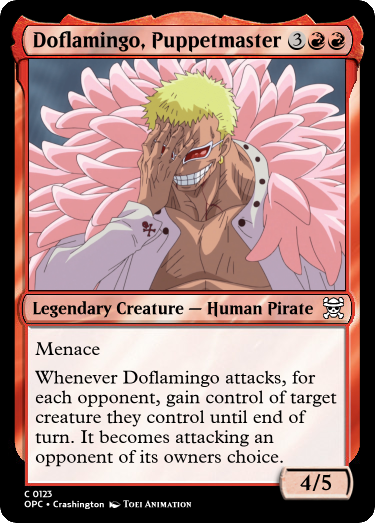 Doflamingo, Puppetmaster 3
Legendary Creature — Human Pirate
Menace
Whenever Doflamingo attacks, for
each opponent, gain control of target
creature they control until end of
turn. It becomes attacking an
opponent of its owners choice.
4/5
C 0123
OPC • Crashington • Toei Animation